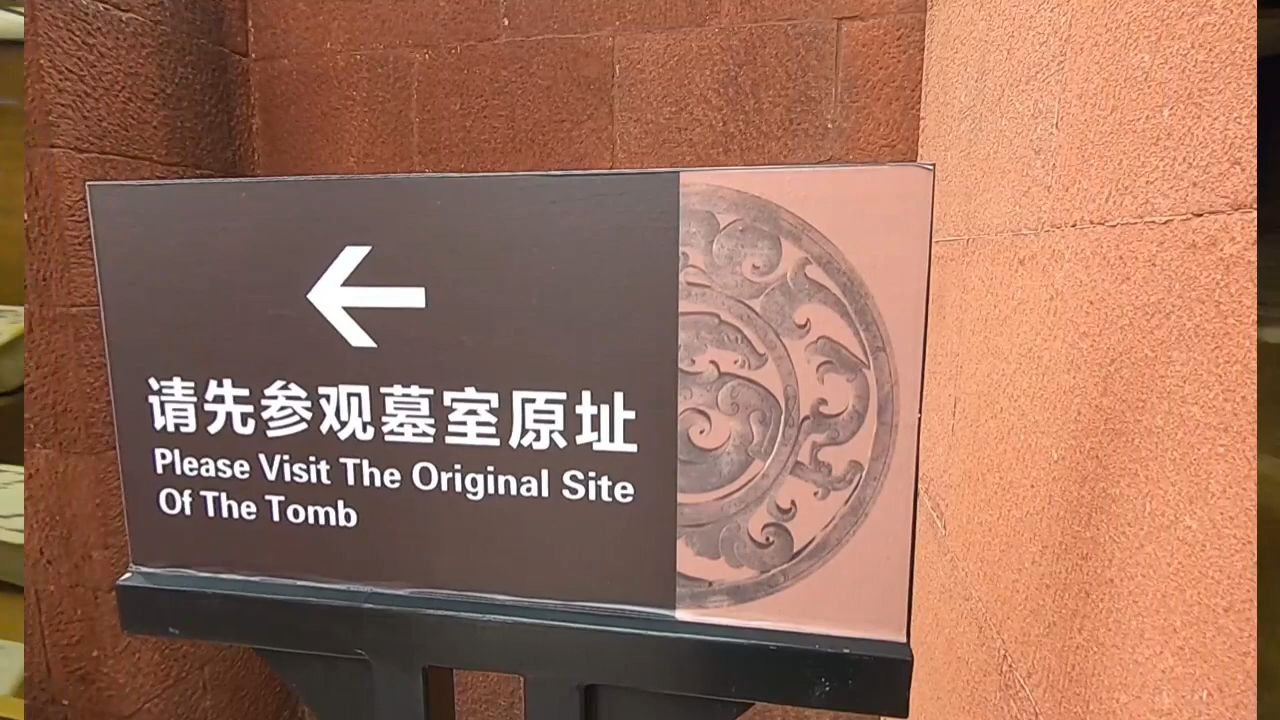 请先参观墓室原址
Please Visit The Original Site
Of The Tomb